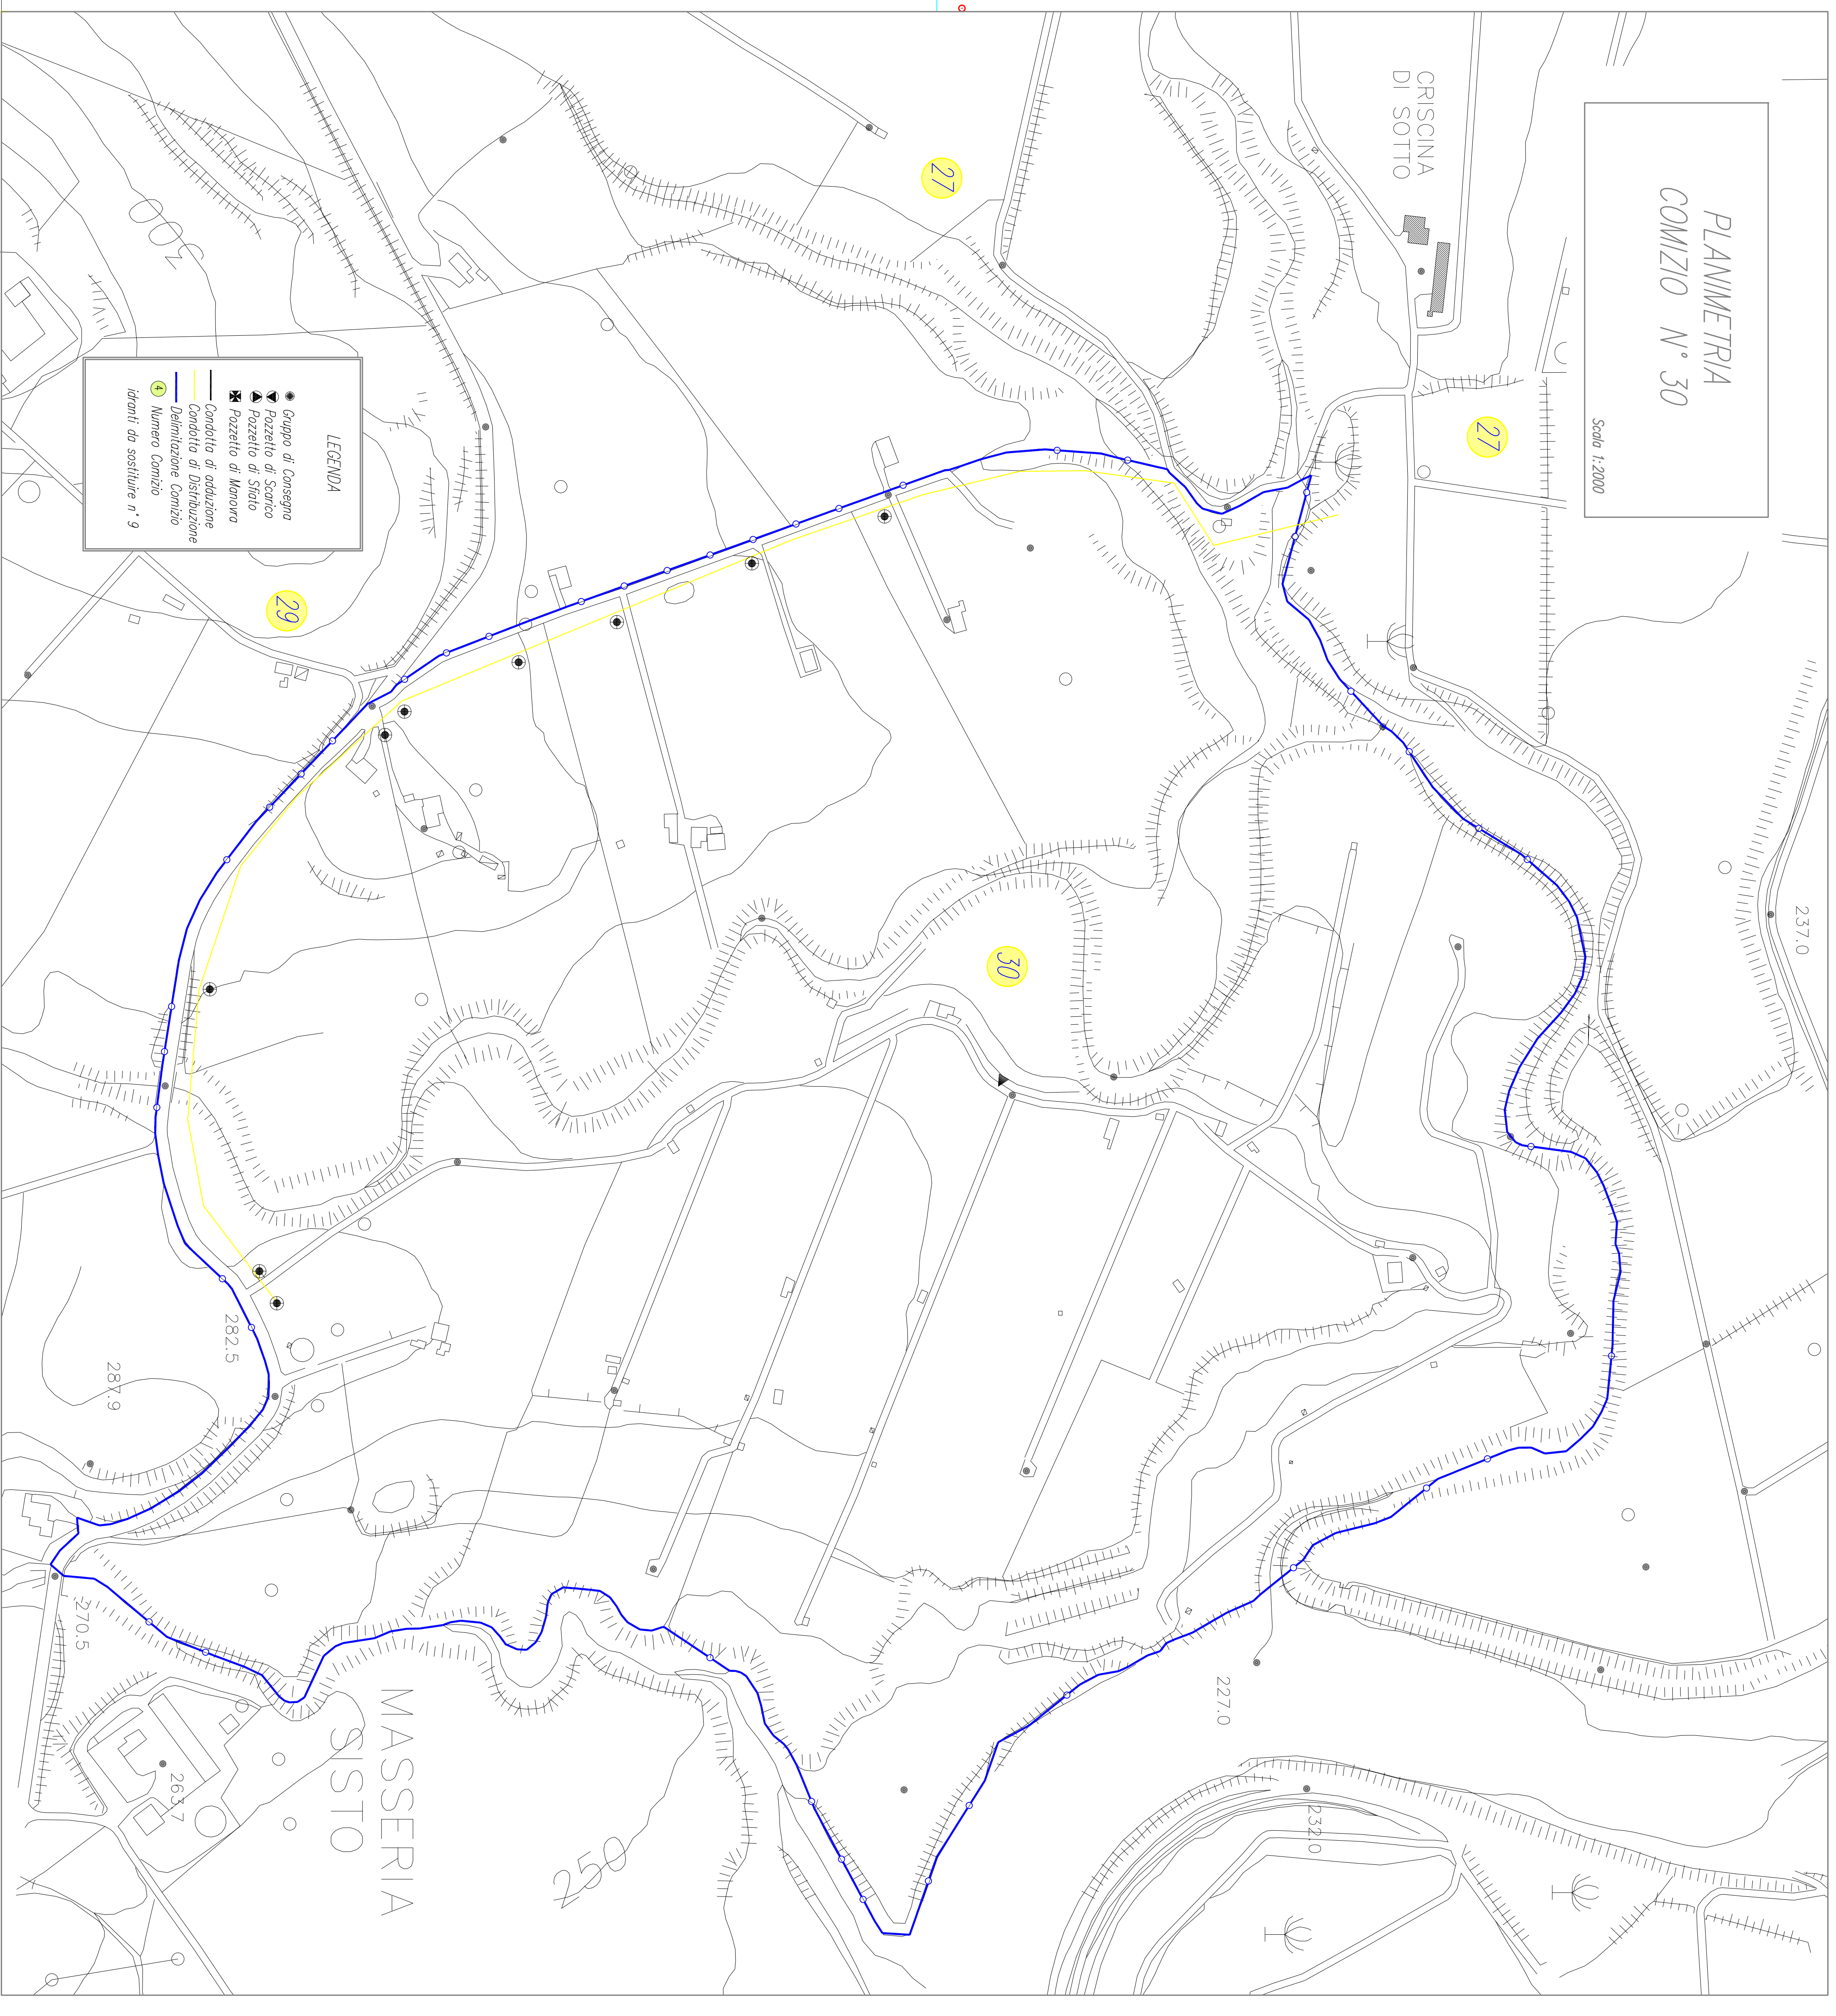 PLANIMETRIA
COMIZIO N° 30
Scala 1:2000
CRISCINA
DI SOTTO
27
27
237.0
30
29
LEGENDA
Gruppo di Consegna
Pozzetto di Scarico
Pozzetto di Sfiato
Pozzetto di Manovra
Condotta di adduzione
Condotta di Distribuzione
Delimitazione Comizio
4 Numero Comizio
idranti da sostituire n° 9
282.5
287.9
270.5
263.7
MASSERIA
SISTO
250
227.0
232.0